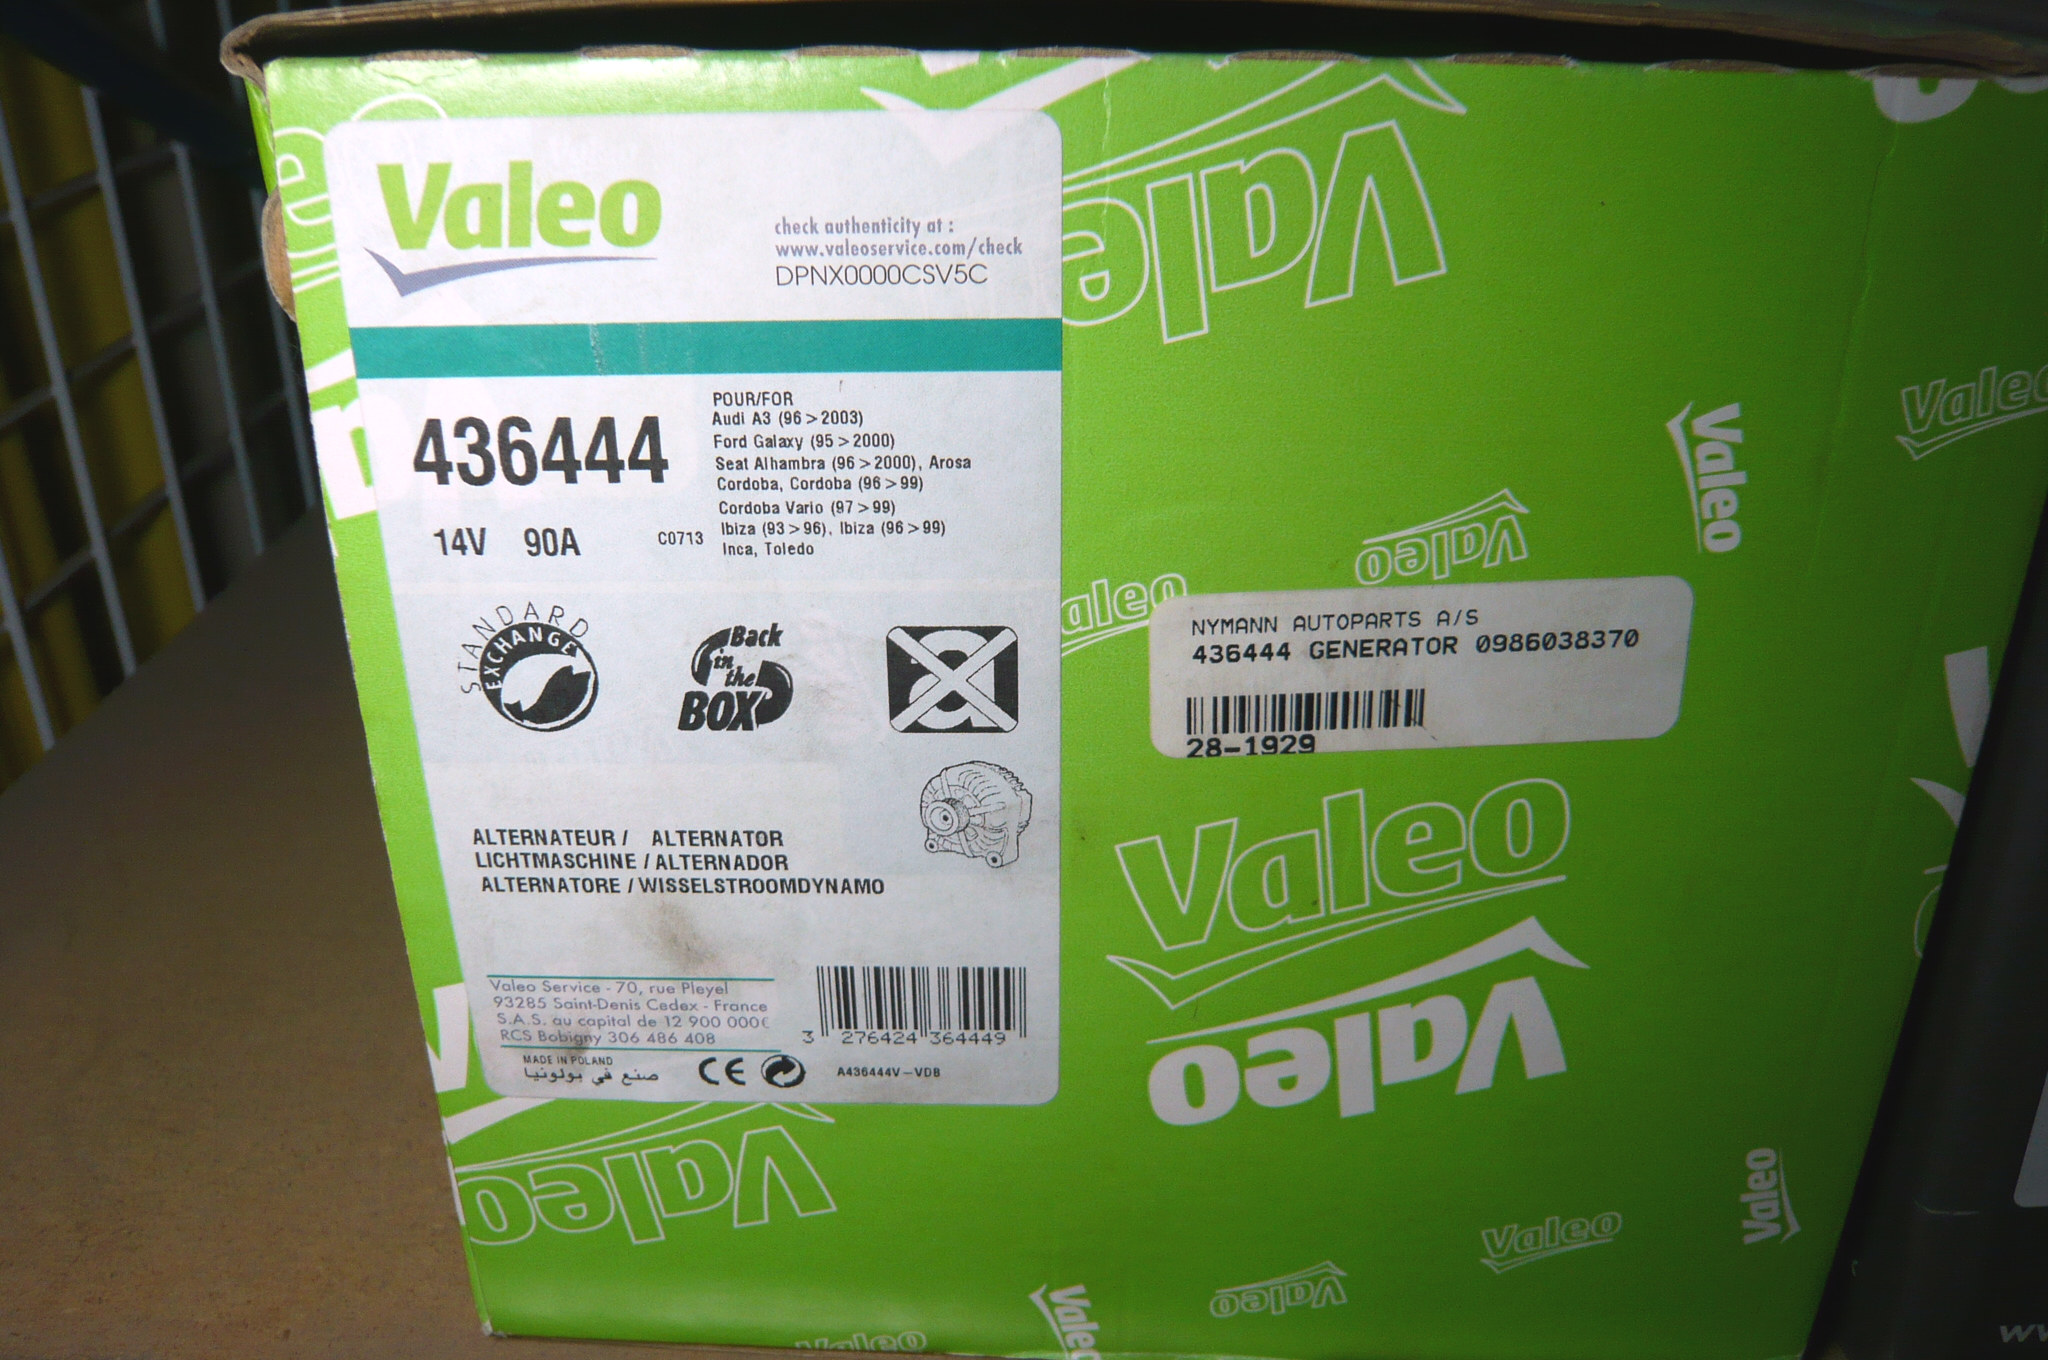 Valeo
check authenticity at :
www.valeoservice.com/check
DPNX0000CSV5C
436444
14V 90A
C0713
POUR/FOR
Audi A3 (96 > 2003)
Ford Galaxy (95 > 2000)
Seat Alhambra (96 > 2000), Arosa
Cordoba, Cordoba (96 > 99)
Cordoba Vario (97 > 99)
Ibiza (93 > 96), Ibiza (96 > 99)
Inca, Toledo
STANDARD
EXCHANGE
Back
in
the
BOX
a
ALTERNATEUR / ALTERNATOR
LICHTMASCHINE / ALTERNADOR
ALTERNATORE / WISSELSTROOMDYNAMO
Valeo Service - 70, rue Pleyel
93285 Saint-Denis Cedex - France
S.A.S. au capital de 12 900 000€
RCS Bobigny 306 486 408
MADE IN POLAND
صنع في بولونيا
CE
3 276424 364449
A436444V-VDB
Valeo
Valeo
Valeo
Valeo
NYMANN AUTOPARTS A/S
436444 GENERATOR 0986038370
28-1929
Valeo
Valeo
Valeo
Valeo
Valeo
Valeo
Valeo
Valeo
Valeo